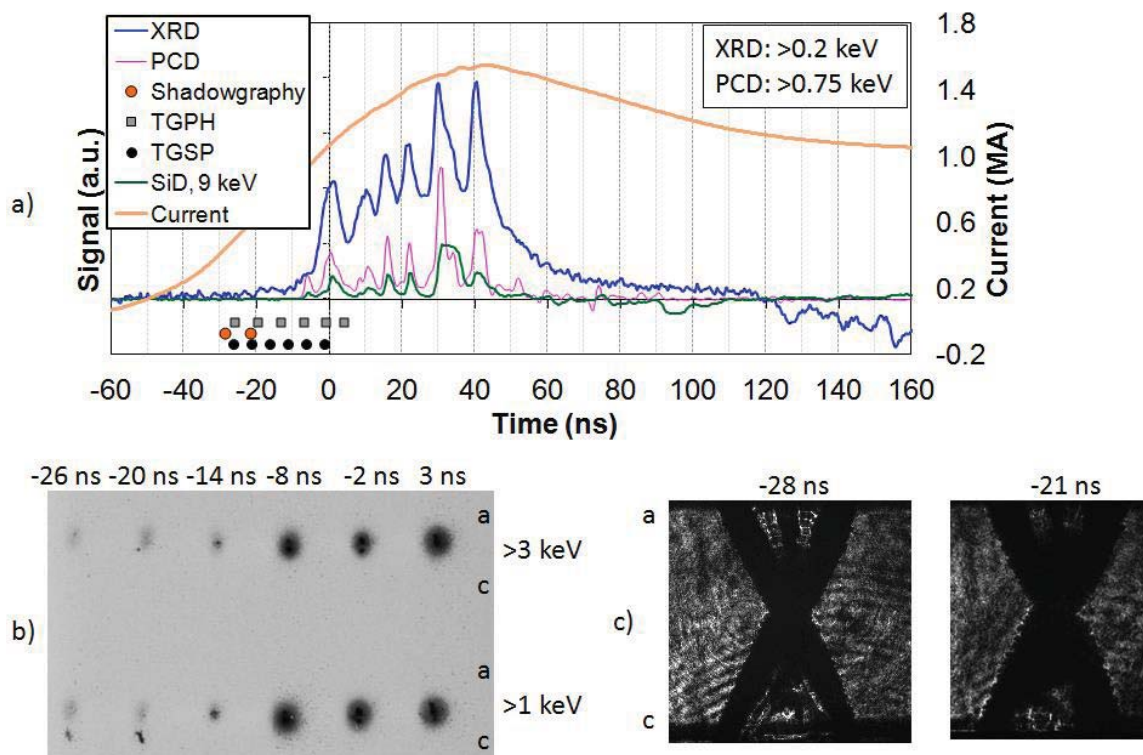 XRD
PCD
Shadowgraphy
TGPH
TGSP
SiD, 9 keV
Current
XRD: >0.2 keV
PCD: >0.75 keV
a)
Signal (a.u.)
Current (MA)
1.8
1.4
1.0
0.6
0.2
-0.2
-60 -40 -20 0 20 40 60 80 100 120 140 160
Time (ns)
b)
-26 ns -20 ns -14 ns -8 ns -2 ns 3 ns
a
>3 keV
c
a
>1 keV
c
c)
-28 ns -21 ns
a
c